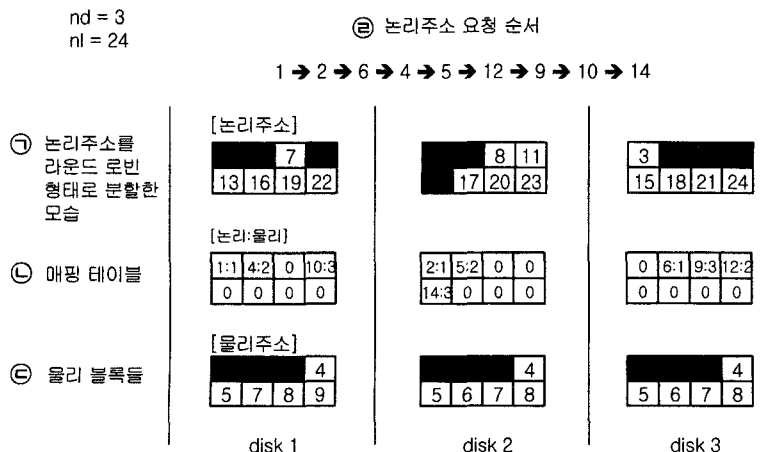 nd = 3
nl = 24
㉣ 논리주소 요청 순서
1 ➔ 2 ➔ 6 ➔ 4 ➔ 5 ➔ 12 ➔ 9 ➔ 10 ➔ 14
㉠ 논리주소를
라운드 로빈
형태로 분할한
모습
[논리주소]
7
13 16 19 22
8 11
17 20 23
3
15 18 21 24
㉡ 매핑 테이블
[논리:물리]
1:1 4:2 0 10:3
0 0 0 0
2:1 5:2 0 0
14:3 0 0 0
0 6:1 9:3 12:2
0 0 0 0
㉢ 물리 블록들
[물리주소]
4
5 7 8 9
4
5 6 7 8
4
5 6 7 8
disk 1
disk 2
disk 3